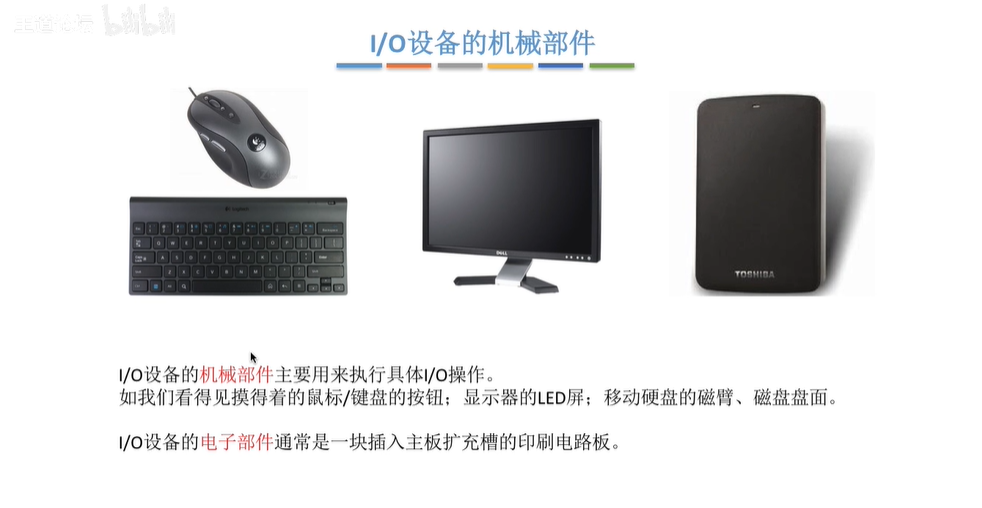 bilibili
I/O设备的机械部件
DELL
TOSHIBA
I/O设备的机械部件主要用来执行具体I/O操作。
如我们看得见摸得着的鼠标/键盘的按钮；显示器的LED屏；移动硬盘的磁臂、磁盘盘面。
I/O设备的电子部件通常是一块插入主板扩充槽的印刷电路板。